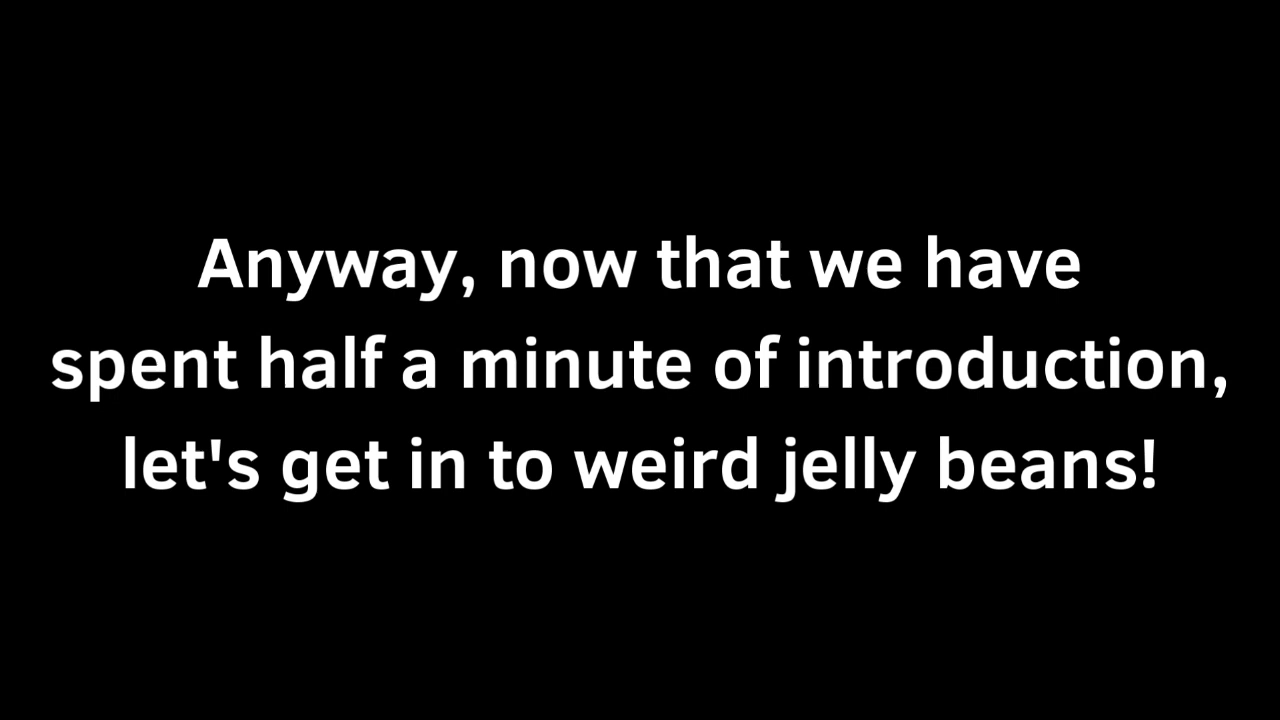 Anyway, now that we have
spent half a minute of introduction,
let's get in to weird jelly beans!